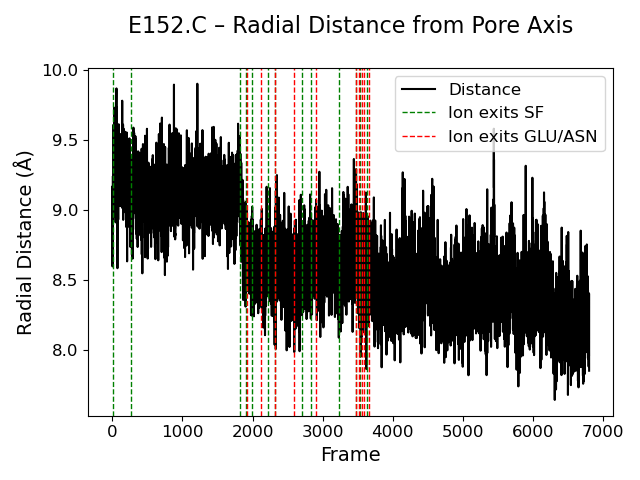 E152.C – Radial Distance from Pore Axis
10.0
9.5
9.0
8.5
8.0
Radial Distance (Å)
Distance
Ion exits SF
Ion exits GLU/ASN
0 1000 2000 3000 4000 5000 6000 7000
Frame